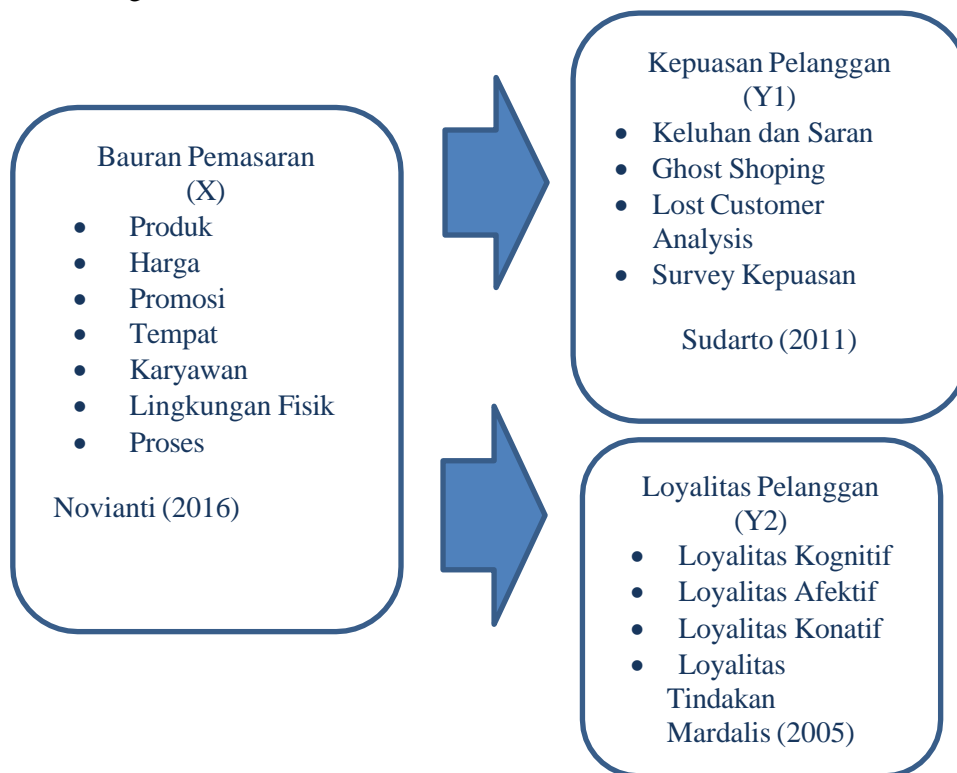 Bauran Pemasaran
(X)
• Produk
• Harga
• Promosi
• Tempat
• Karyawan
• Lingkungan Fisik
• Proses
Novianti (2016)
Kepuasan Pelanggan
(Y1)
• Keluhan dan Saran
• Ghost Shoping
• Lost Customer
Analysis
• Survey Kepuasan
Sudarto (2011)
Loyalitas Pelanggan
(Y2)
• Loyalitas Kognitif
• Loyalitas Afektif
• Loyalitas Konatif
• Loyalitas
Tindakan
Mardalis (2005)